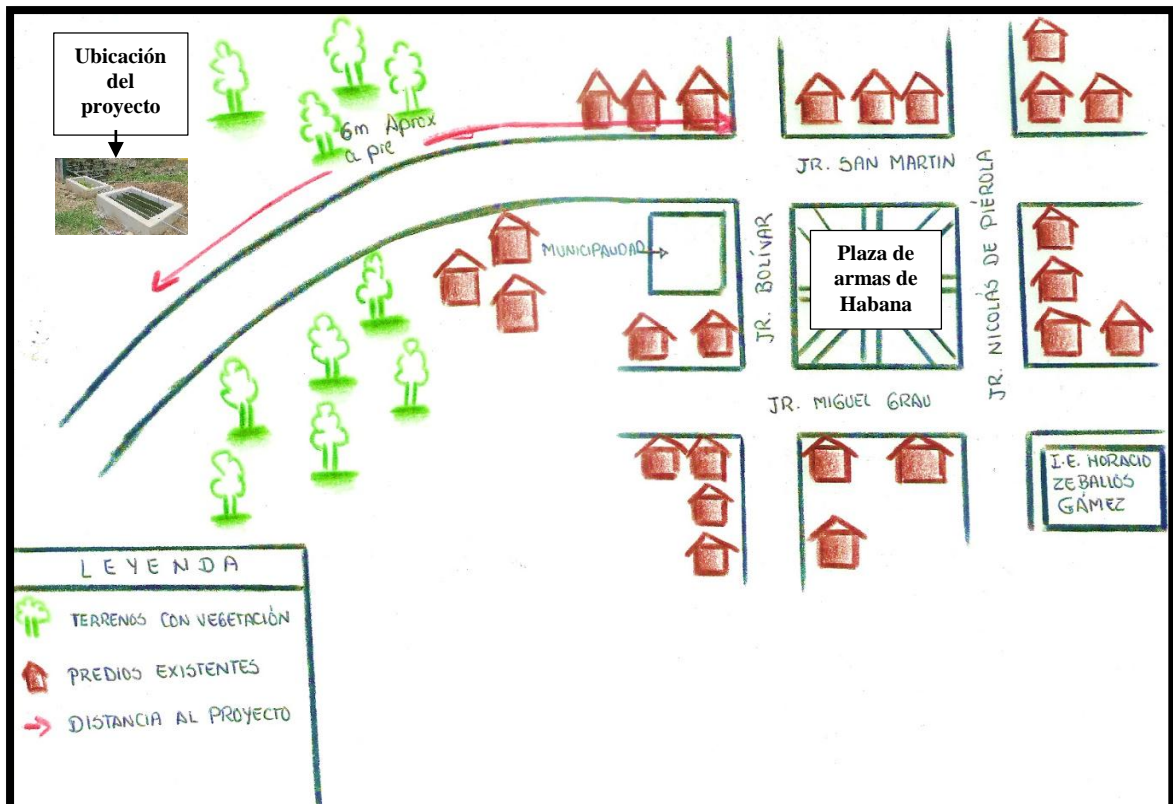 Ubicación
del
proyecto
6m Aprox
a pie
JR. SAN MARTIN
MUNICIPALIDAD
JR. BOLÍVAR
Plaza de
armas de
Habana
JR. NICOLÁS DE PIÉROLA
JR. MIGUEL GRAU
I.E. HORACIO
ZEBALLOS
GÁMEZ
LEYENDA
TERRENOS CON VEGETACIÓN
PREDIOS EXISTENTES
DISTANCIA AL PROYECTO